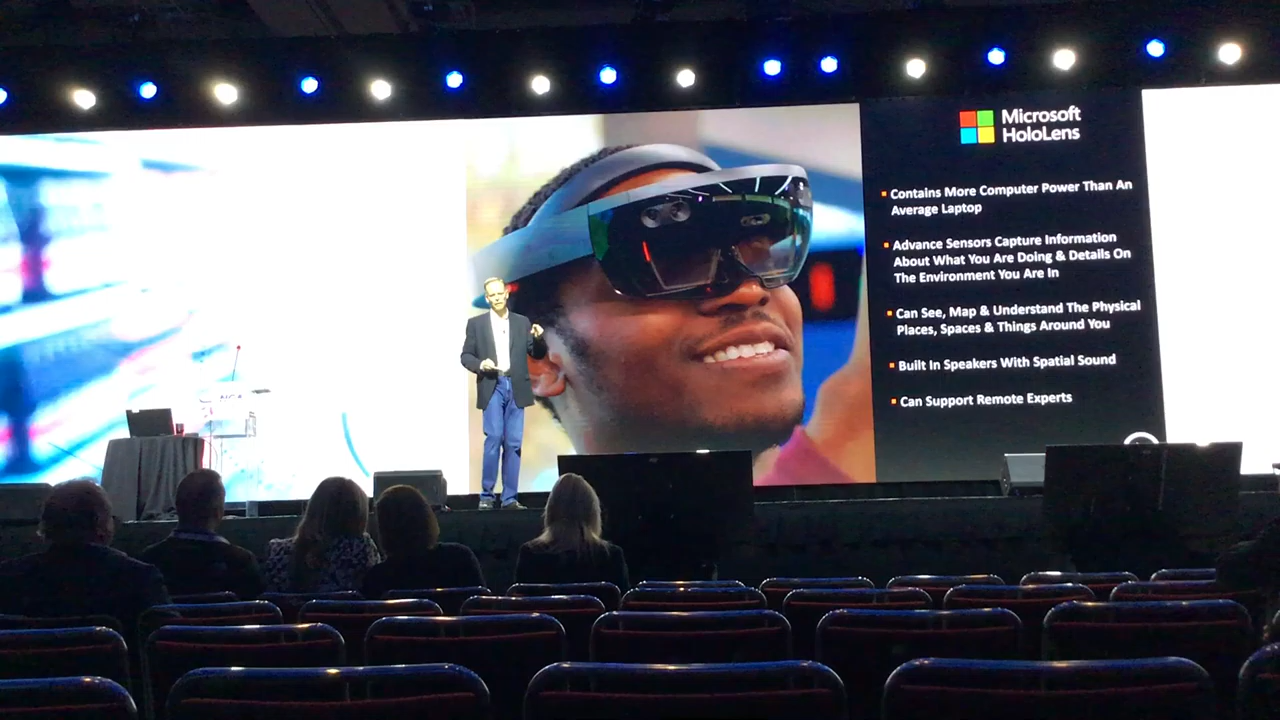 Microsoft
HoloLens
Contains More Computer Power Than An
Average Laptop
Advance Sensors Capture Information
About What You Are Doing & Details On
The Environment You Are In
Can See, Map & Understand The Physical
Places, Spaces & Things Around You
Built In Speakers With Spatial Sound
Can Support Remote Experts